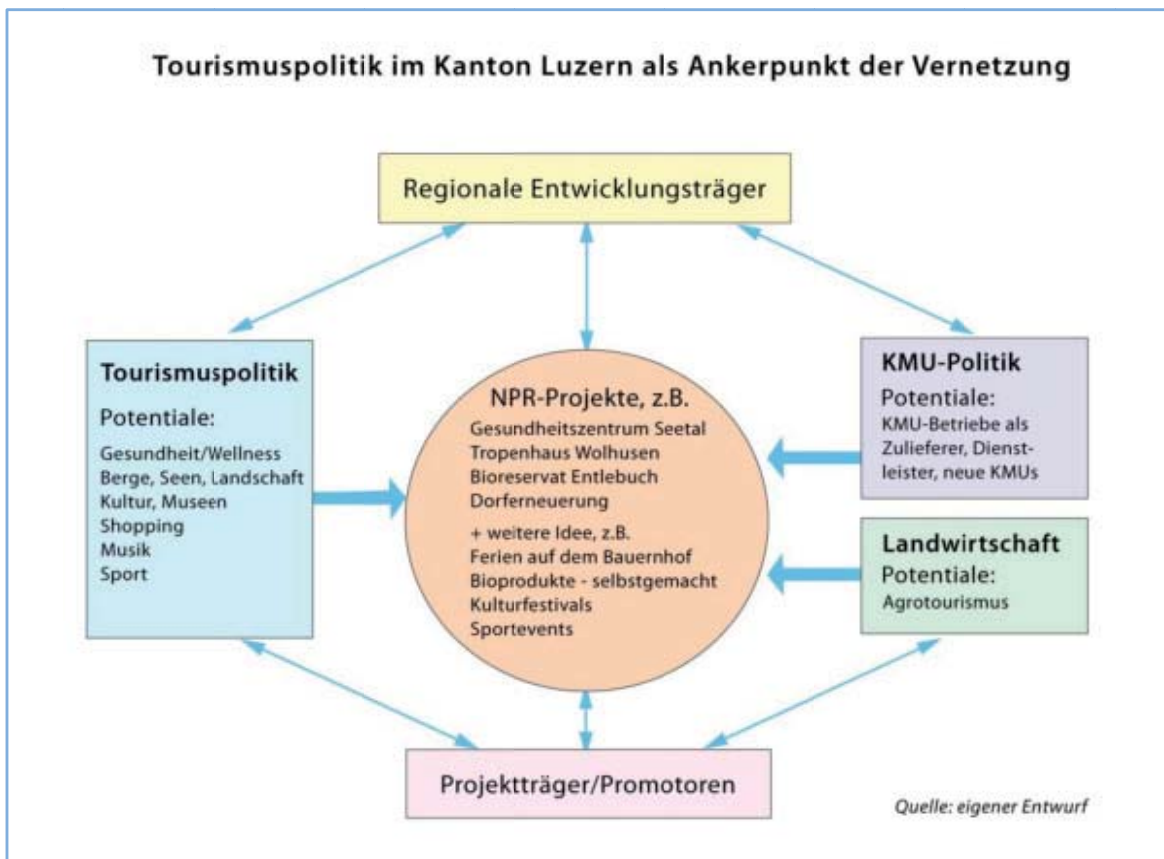 Tourismuspolitik im Kanton Luzern als Ankerpunkt der Vernetzung
Regionale Entwicklungsträger
Tourismuspolitik
Potentiale:
Gesundheit/Wellness
Berge, Seen, Landschaft
Kultur, Museen
Shopping
Musik
Sport
NPR-Projekte, z.B.
Gesundheitszentrum Seetal
Tropenhaus Wolhusen
Bioreservat Entlebuch
Dorferneuerung
+ weitere Idee, z.B.
Ferien auf dem Bauernhof
Bioprodukte - selbstgemacht
Kulturfestivals
Sportevents
KMU-Politik
Potentiale:
KMU-Betriebe als
Zulieferer, Dienst-
leister, neue KMUs
Landwirtschaft
Potentiale:
Agrotourismus
Projektträger/Promotoren
Quelle: eigener Entwurf